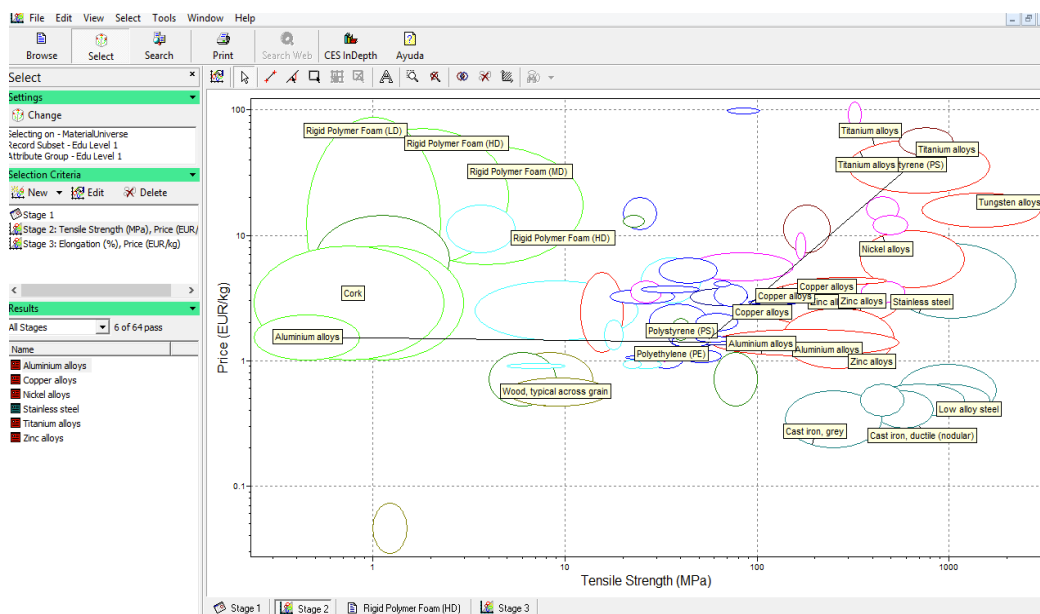 File Edit View Select Tools Window Help
Browse Select Search Print Search Web CES InDepth Ayuda
Select
Settings
Change
Selecting on - MaterialUniverse
Record Subset - Edu Level 1
Attribute Group - Edu Level 1
Selection Criteria
New Edit Delete
Stage 1
Stage 2: Tensile Strength (MPa), Price (EUR/
Stage 3: Elongation (%), Price (EUR/kg)
Results
All Stages 6 of 64 pass
Name
Aluminium alloys
Copper alloys
Nickel alloys
Stainless steel
Titanium alloys
Zinc alloys
Price (EUR/kg)
100
10
1
0.1
Rigid Polymer Foam (LD)
Rigid Polymer Foam (HD)
Rigid Polymer Foam (MD)
Rigid Polymer Foam (HD)
Titanium alloys
Titanium alloys
Titanium alloys
tyrene (PS)
Tungsten alloys
Nickel alloys
Cork
Copper alloys
Copper alloys
Zinc all
Zinc alloys
Stainless steel
Copper alloys
Aluminium alloys
Polystyrene (PS)
Aluminium alloys
Polyethylene (PE)
Aluminium alloys
Zinc alloys
Wood, typical across grain
Low alloy steel
Cast iron, grey
Cast iron, ductile (nodular)
1 10 100 1000
Tensile Strength (MPa)
Stage 1 Stage 2 Rigid Polymer Foam (HD) Stage 3